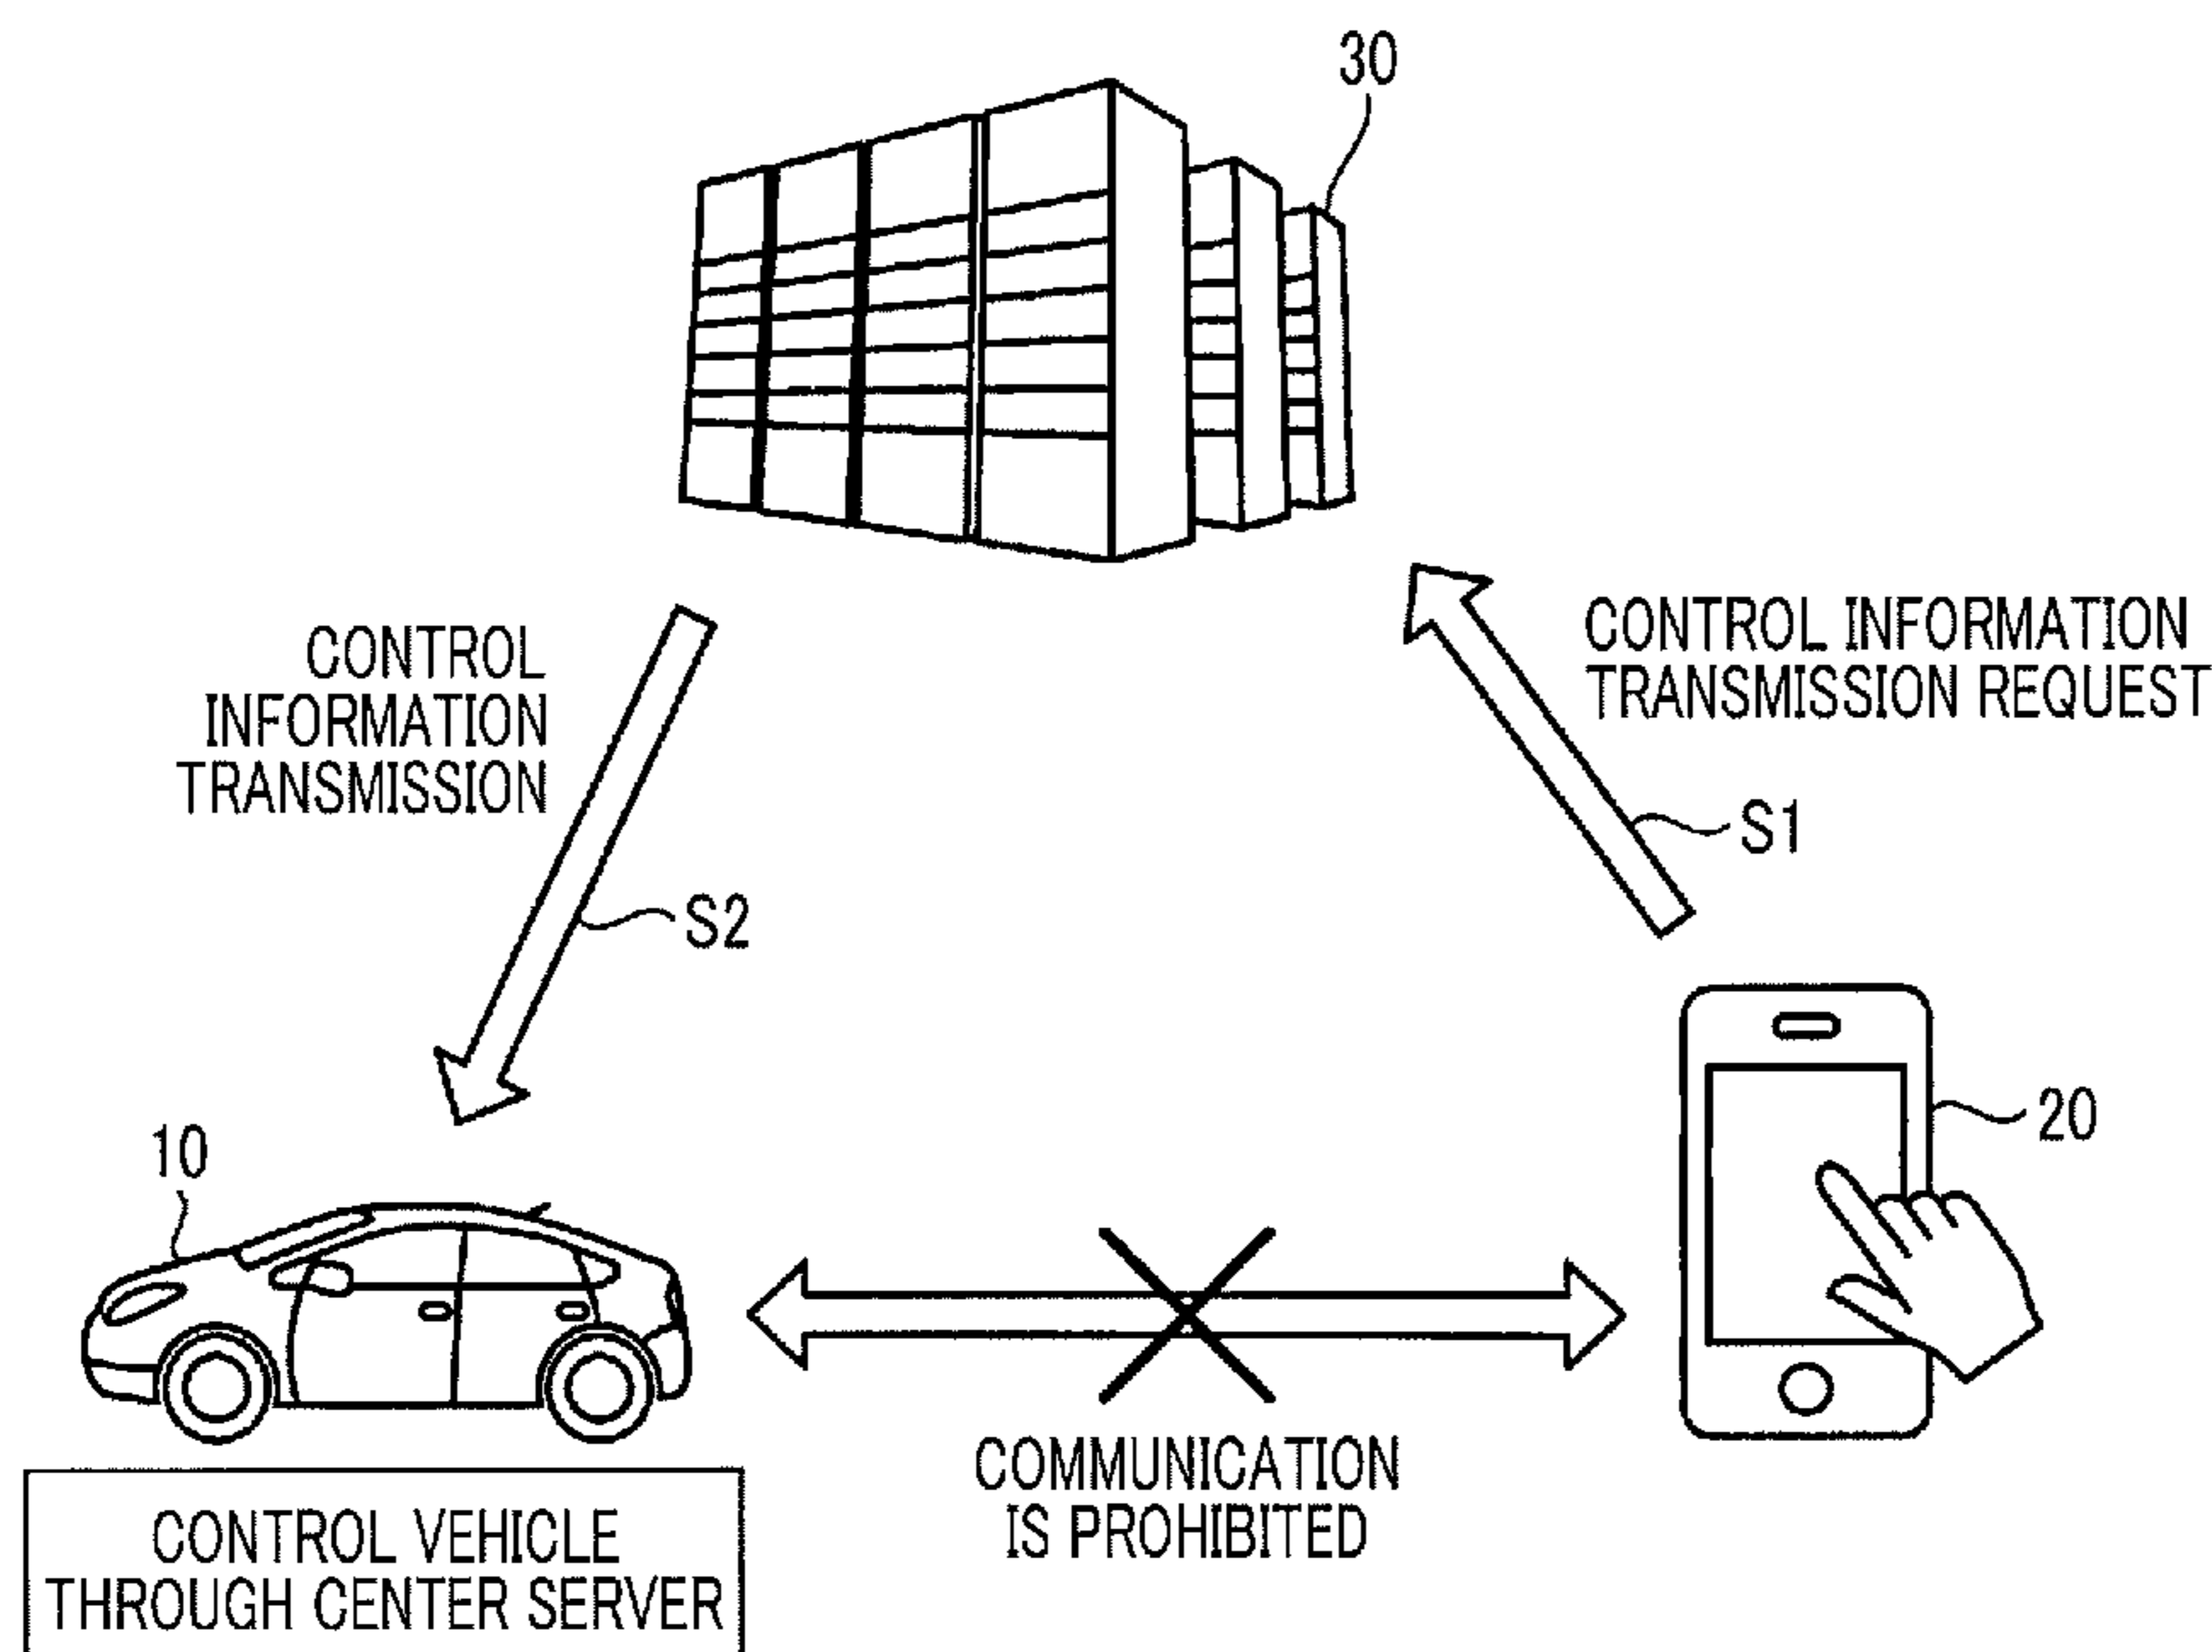 30
CONTROL
INFORMATION
TRANSMISSION
CONTROL INFORMATION
TRANSMISSION REQUEST
S1
S2
10
20
COMMUNICATION
IS PROHIBITED
CONTROL VEHICLE
THROUGH CENTER SERVER